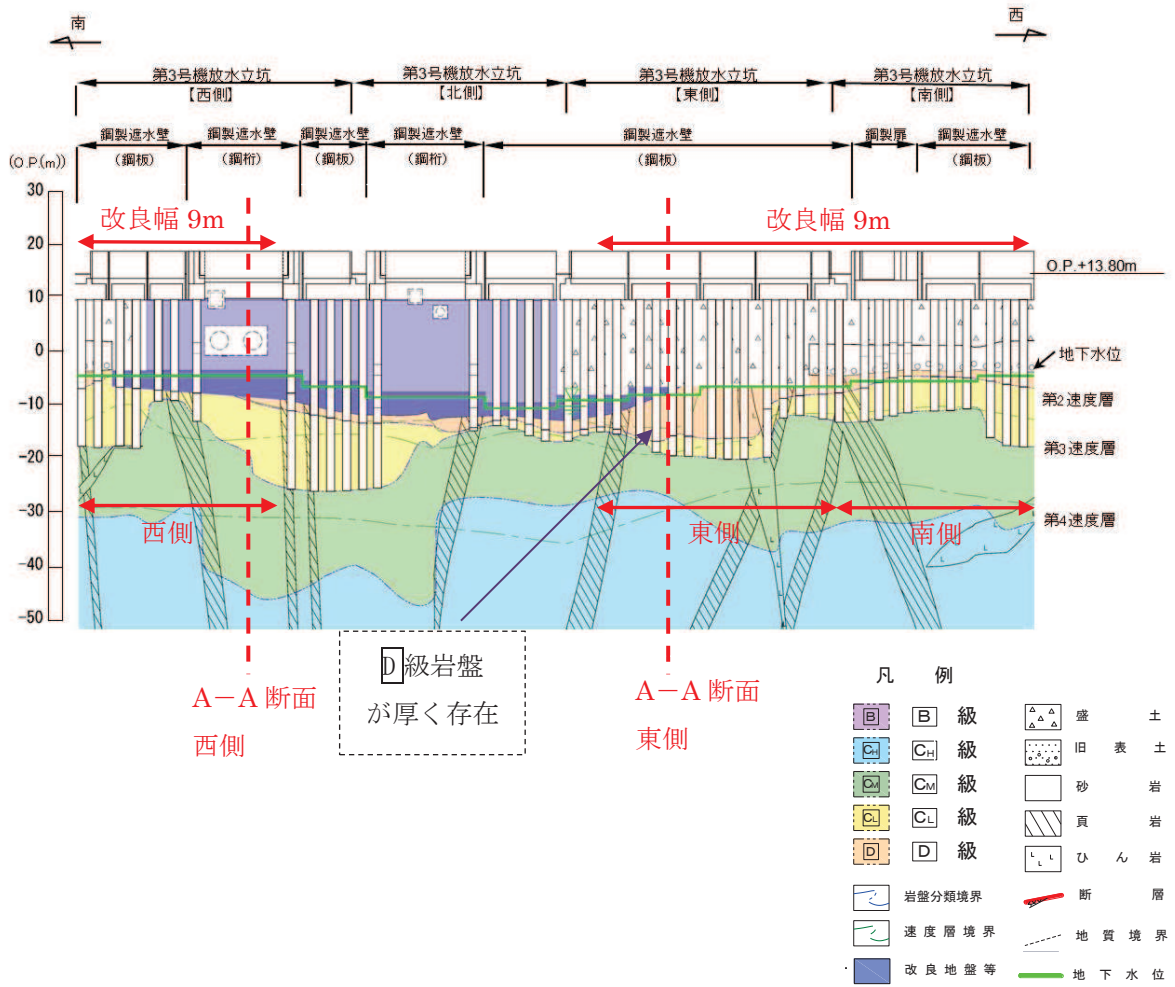 南
西
第3号機放水立坑
【西側】
第3号機放水立坑
【北側】
第3号機放水立坑
【東側】
第3号機放水立坑
【南側】
鋼製遮水壁
(鋼板)
鋼製遮水壁
(鋼桁)
鋼製遮水壁
(鋼板)
鋼製遮水壁
(鋼桁)
鋼製遮水壁
(鋼板)
鋼製扉
鋼製遮水壁
(鋼板)
(O.P.(m))
30
20
10
0
-10
-20
-30
-40
-50
改良幅 9m
改良幅 9m
O.P.+13.80m
地下水位
第2速度層
第3速度層
第4速度層
西側
東側
南側
D級岩盤
が厚く存在
A-A 断面
西側
A-A 断面
東側
凡 例
B B 級
CH CH 級
CM CM 級
CL CL 級
D D 級
岩盤分類境界
速度層境界
改良地盤等
盛土
旧表土
砂岩
頁岩
ひん岩
断層
地質境界
地下水位